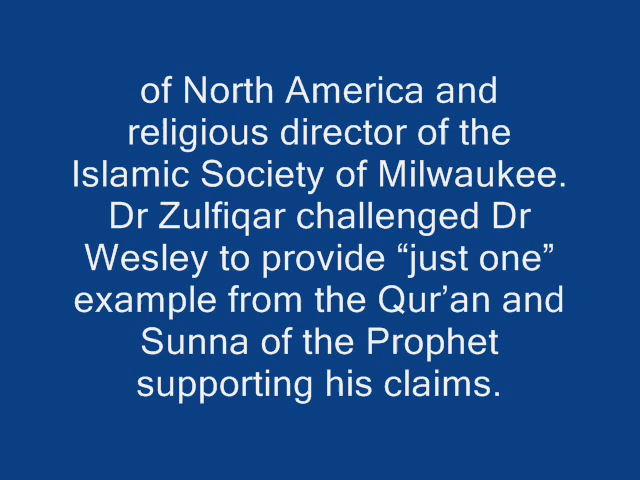 of North America and
religious director of the
Islamic Society of Milwaukee.
Dr Zulfiqar challenged Dr
Wesley to provide “just one”
example from the Qur’an and
Sunna of the Prophet
supporting his claims.